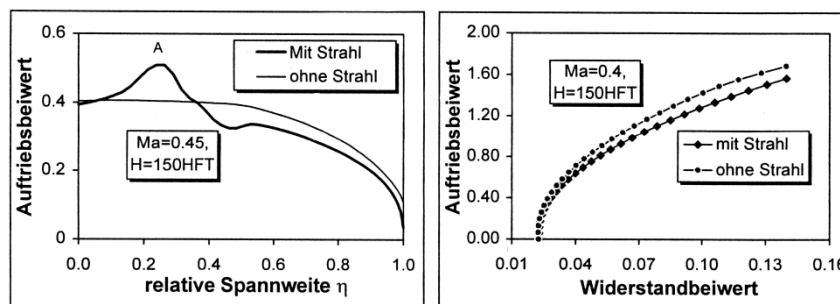 Auftriebsbeiwert
0.6
0.4
0.2
0
A
Mit Strahl
ohne Strahl
Ma=0.45,
H=150HFT
0.0 0.2 0.4 0.6 0.8 1.0
relative Spannweite η
Auftriebsbeiwert
2.00
1.60
1.20
0.80
0.40
0.00
Ma=0.4,
H=150HFT
mit Strahl
ohne Strahl
0.01 0.04 0.07 0.10 0.13 0.16
Widerstandbeiwert